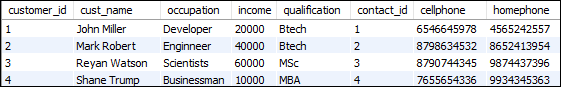 customer_id cust_name occupation income qualification contact_id cellphone homephone
1 John Miller Developer 20000 Btech 1 6546645978 4565242557
2 Mark Robert Enginneer 40000 Btech 2 8798634532 8652413954
3 Reyan Watson Scientists 60000 MSc 3 8790744345 9874437396
4 Shane Trump Businessman 10000 MBA 4 7655654336 9934345363